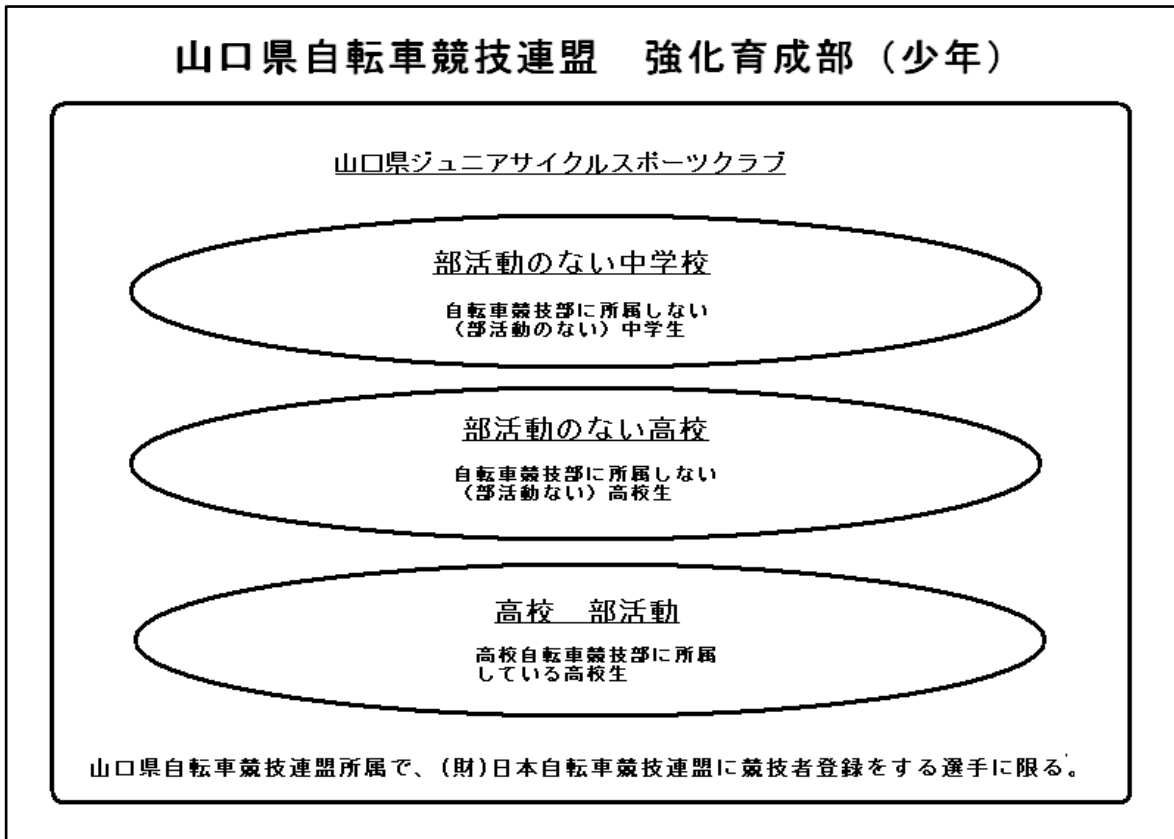 山口県自転車競技連盟　強化育成部（少年）
山口県ジュニアサイクルスポーツクラブ
部活動のない中学校
自転車競技部に所属しない
（部活動のない）中学生
部活動のない高校
自転車競技部に所属しない
（部活動ない）高校生
高校　部活動
高校自転車競技部に所属
している高校生
山口県自転車競技連盟所属で、(財)日本自転車競技連盟に競技者登録をする選手に限る。